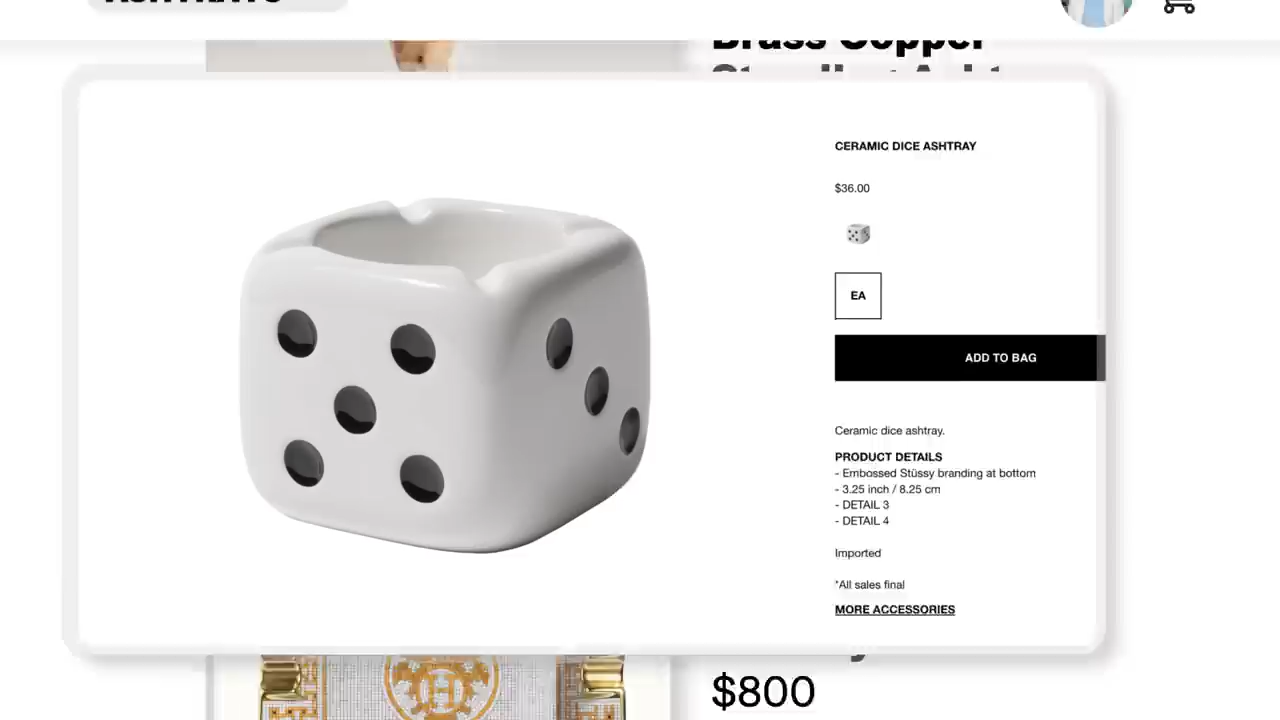 ASHTRAYS
Brass Copper
CERAMIC DICE ASHTRAY
$36.00
EA
ADD TO BAG
Ceramic dice ashtray.
PRODUCT DETAILS
- Embossed Stüssy branding at bottom
- 3.25 inch / 8.25 cm
- DETAIL 3
- DETAIL 4
Imported
*All sales final
MORE ACCESSORIES
$800
H